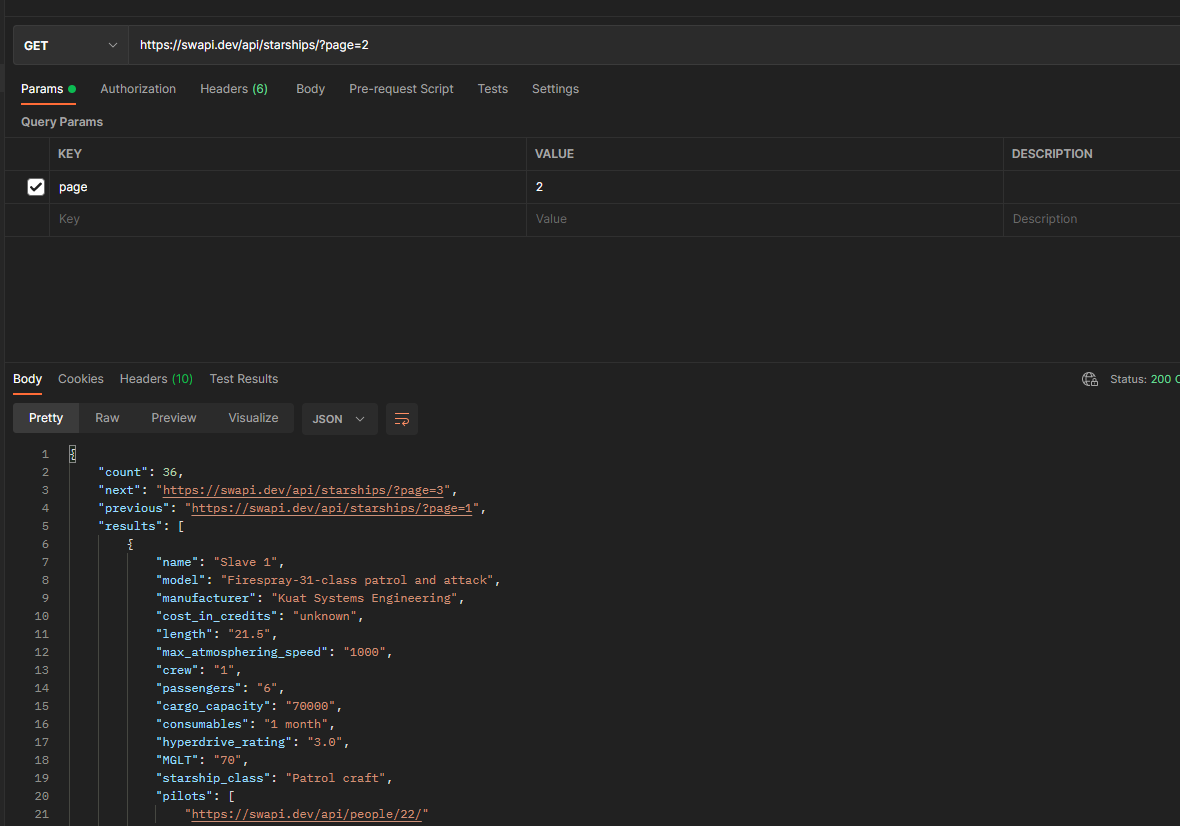 GET https://swapi.dev/api/starships/?page=2
Params Authorization Headers (6) Body Pre-request Script Tests Settings
Query Params
KEY VALUE DESCRIPTION
page 2
Key Value Description
Body Cookies Headers (10) Test Results Status: 200
Pretty Raw Preview Visualize JSON
1 {
2 "count": 36,
3 "next": "https://swapi.dev/api/starships/?page=3",
4 "previous": "https://swapi.dev/api/starships/?page=1",
5 "results": [
6 {
7 "name": "Slave 1",
8 "model": "Firespray-31-class patrol and attack",
9 "manufacturer": "Kuat Systems Engineering",
10 "cost_in_credits": "unknown",
11 "length": "21.5",
12 "max_atmosphering_speed": "1000",
13 "crew": "1",
14 "passengers": "6",
15 "cargo_capacity": "70000",
16 "consumables": "1 month",
17 "hyperdrive_rating": "3.0",
18 "MGLT": "70",
19 "starship_class": "Patrol craft",
20 "pilots": [
21 "https://swapi.dev/api/people/22/"